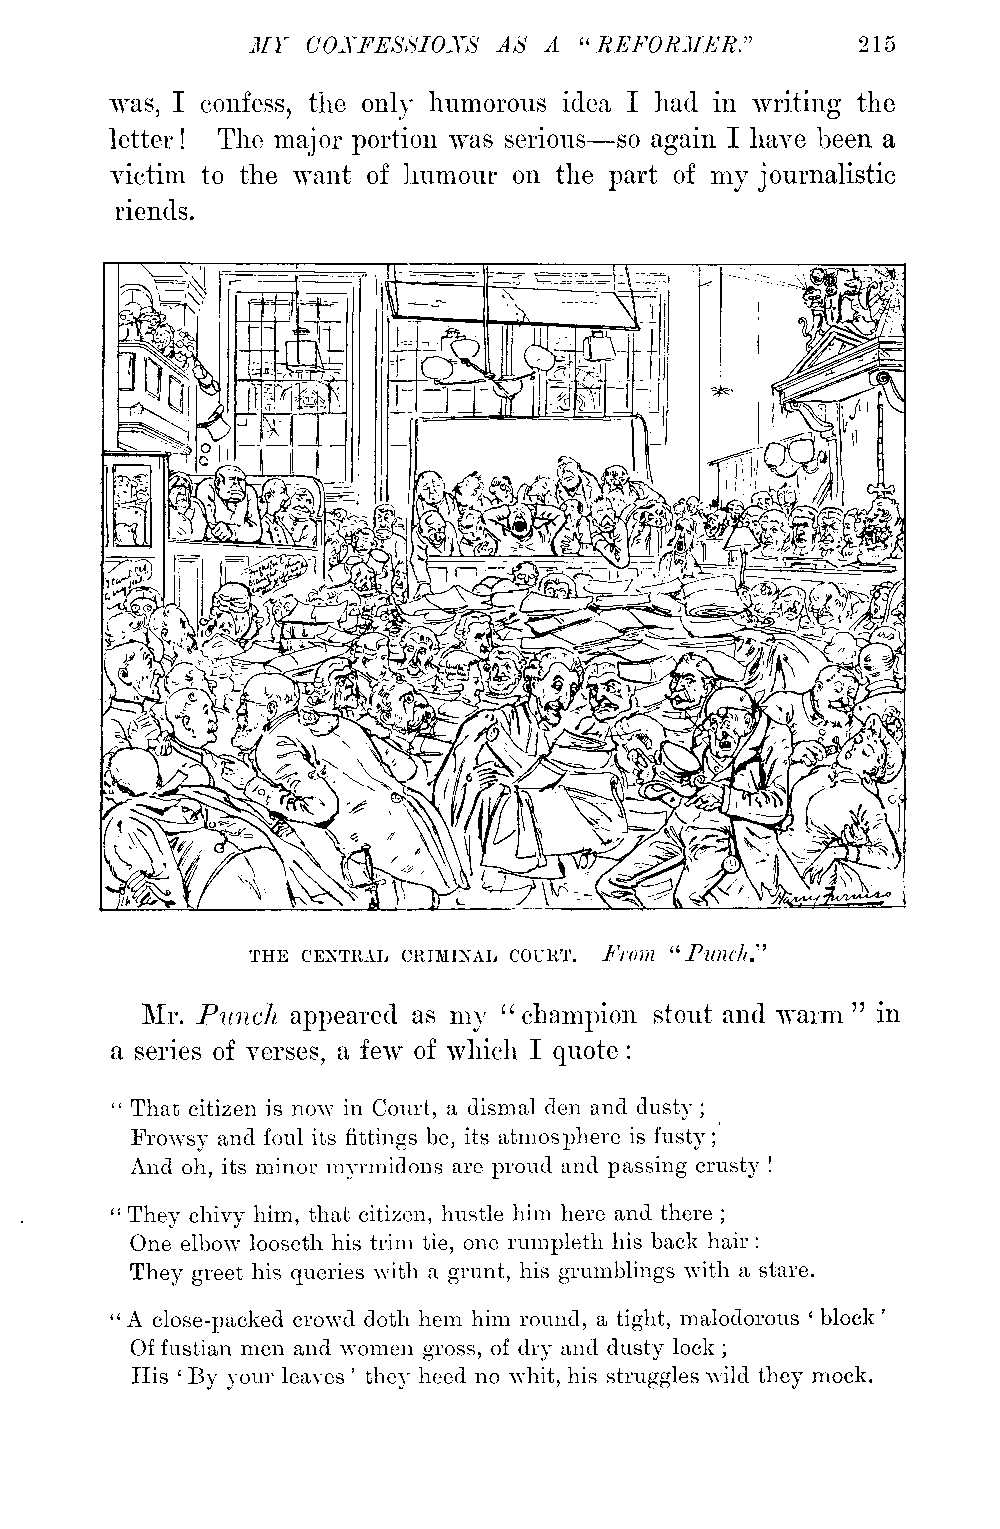 MY CONFESSIONS AS A "REFORMER." 215
was, I confess, the only humorous idea I had in writing the
letter! The major portion was serious—so again I have been a
victim to the want of humour on the part of my journalistic
riends.
Harry Furniss
THE CENTRAL CRIMINAL COURT. From "Punch."
Mr. Punch appeared as my "champion stout and warm" in
a series of verses, a few of which I quote:
"That citizen is now in Court, a dismal den and dusty;
Frowsy and foul its fittings be, its atmosphere is fusty;
And oh, its minor myrmidons are proud and passing crusty!
"They chivy him, that citizen, hustle him here and there;
One elbow looseth his trim tie, one rumpleth his back hair:
They greet his queries with a grunt, his grumblings with a stare.
"A close-packed crowd doth hem him round, a tight, malodorous 'block'
Of fustian men and women gross, of dry and dusty lock;
His 'By your leaves' they heed no whit, his struggles wild they mock.